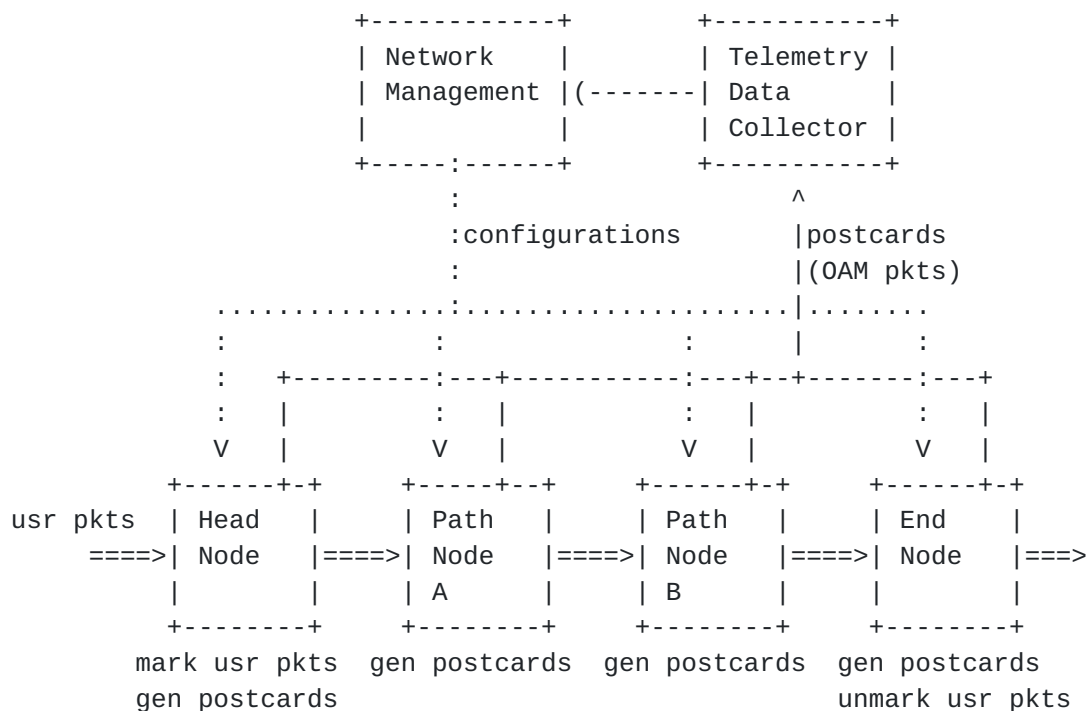 Network
Management
Telemetry
Data
Collector
configurations
postcards
(OAM pkts)
usr pkts
Head
Node
Path
Node
A
Path
Node
B
End
Node
mark usr pkts
gen postcards
gen postcards
gen postcards
gen postcards
unmark usr pkts